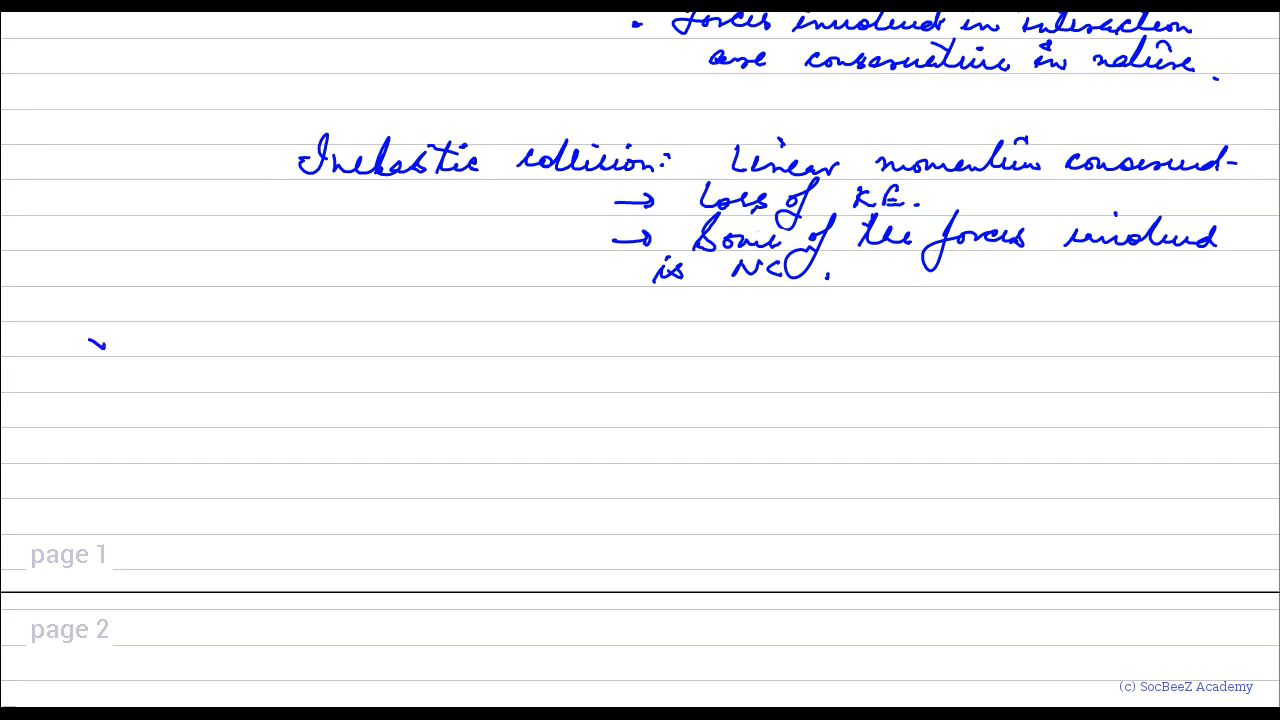 • forces involved in interaction
are conservative in nature.
Inelastic collision: Linear momentum conserved-
→ Loss of KE.
→ Some of the forces involved
is NC.
page 1
page 2
(c) SocBeeZ Academy